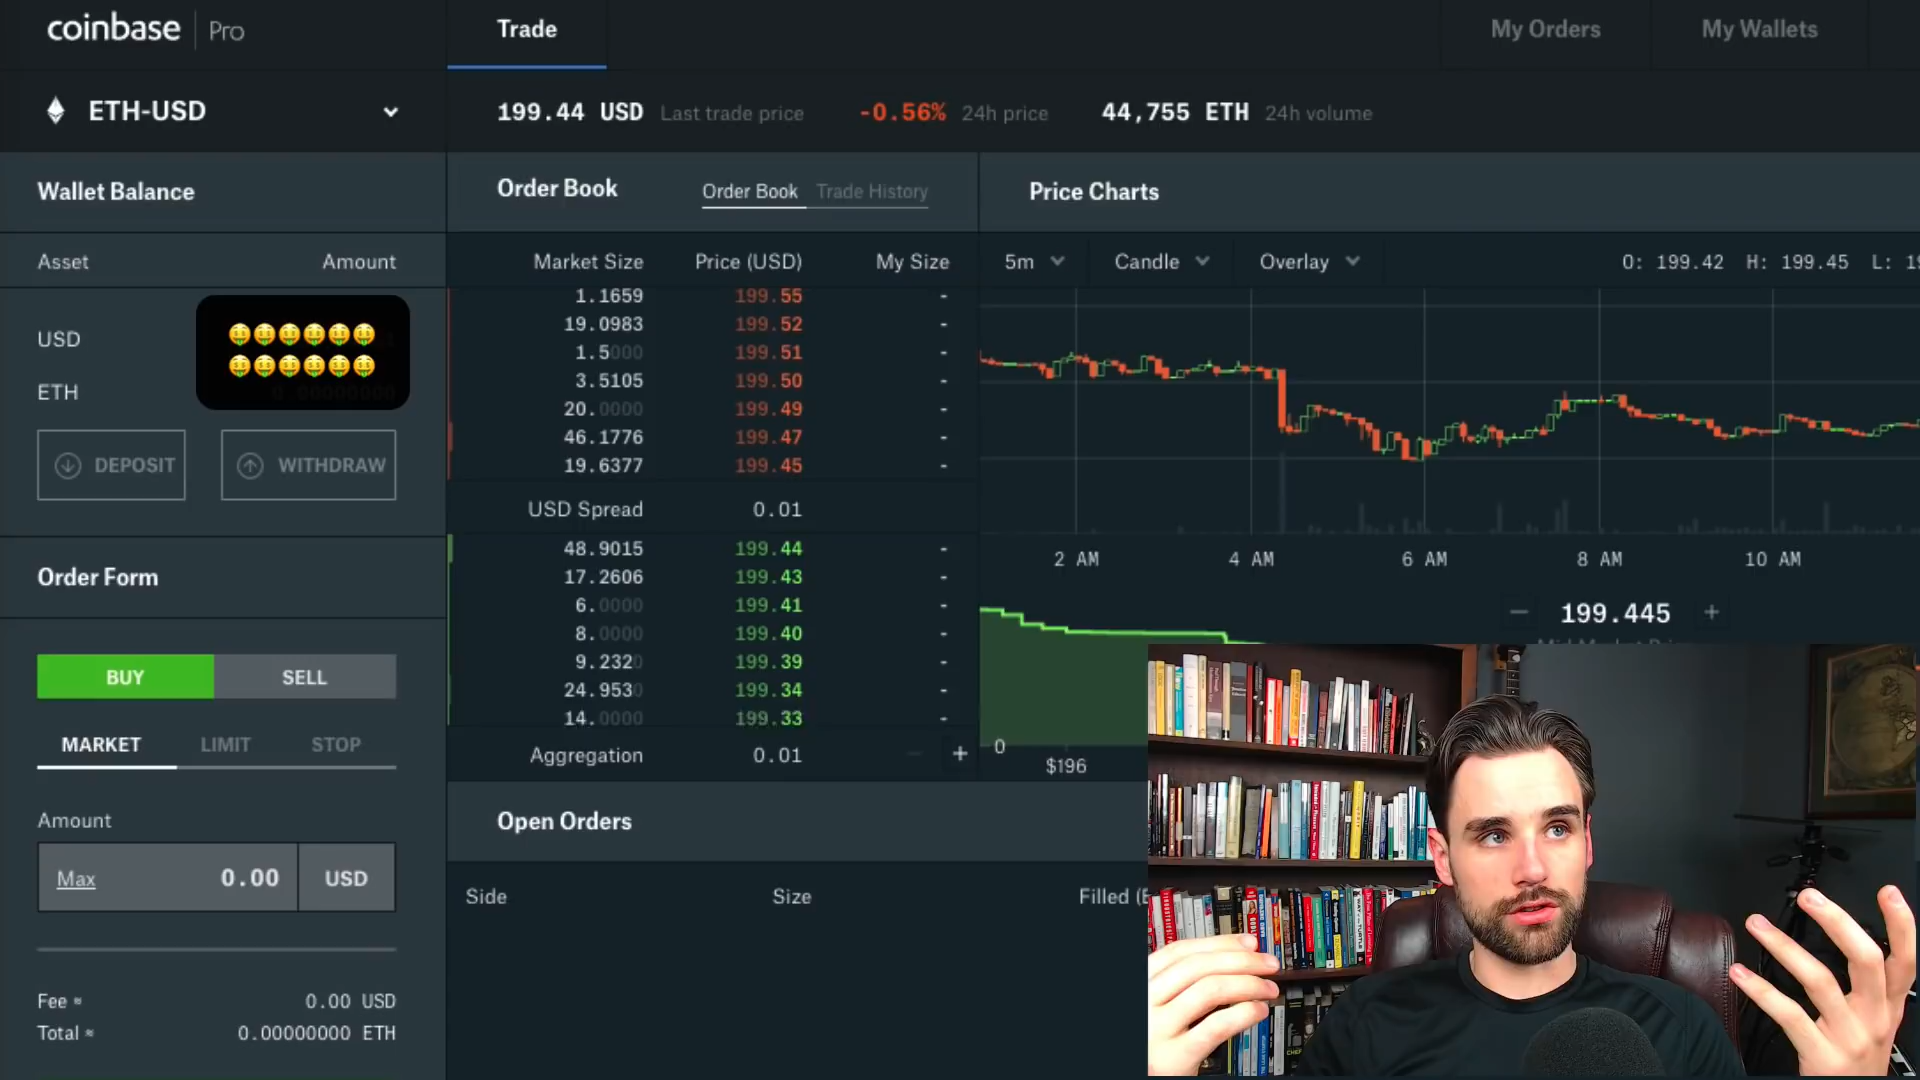 coinbase Pro
Trade
My Orders
My Wallets
ETH-USD
199.44 USD Last trade price
-0.56% 24h price
44,755 ETH 24h volume
Wallet Balance
Asset Amount
USD
ETH
DEPOSIT
WITHDRAW
Order Form
BUY
SELL
MARKET LIMIT STOP
Amount
Max 0.00 USD
Fee ≈ 0.00 USD
Total ≈ 0.00000000 ETH
Order Book
Order Book Trade History
Market Size Price (USD) My Size
1.1659 199.55 -
19.0983 199.52 -
1.5000 199.51 -
3.5105 199.50 -
20.0000 199.49 -
46.1776 199.47 -
19.6377 199.45 -
USD Spread 0.01
48.9015 199.44 -
17.2606 199.43 -
6.0000 199.41 -
8.0000 199.40 -
9.2320 199.39 -
24.9530 199.34 -
14.0000 199.33 -
Aggregation 0.01 - +
Open Orders
Side Size Filled (
Price Charts
5m Candle Overlay
O: 199.42 H: 199.45 L: 19
2 AM 4 AM 6 AM 8 AM 10 AM
- 199.445 +
0
$196